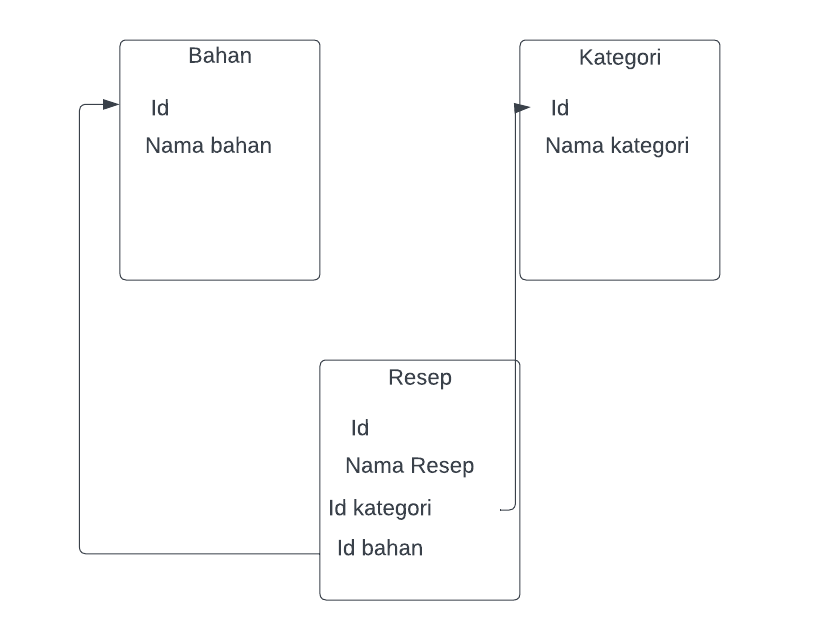 Bahan
Id
Nama bahan
Kategori
Id
Nama kategori
Resep
Id
Nama Resep
Id kategori
Id bahan